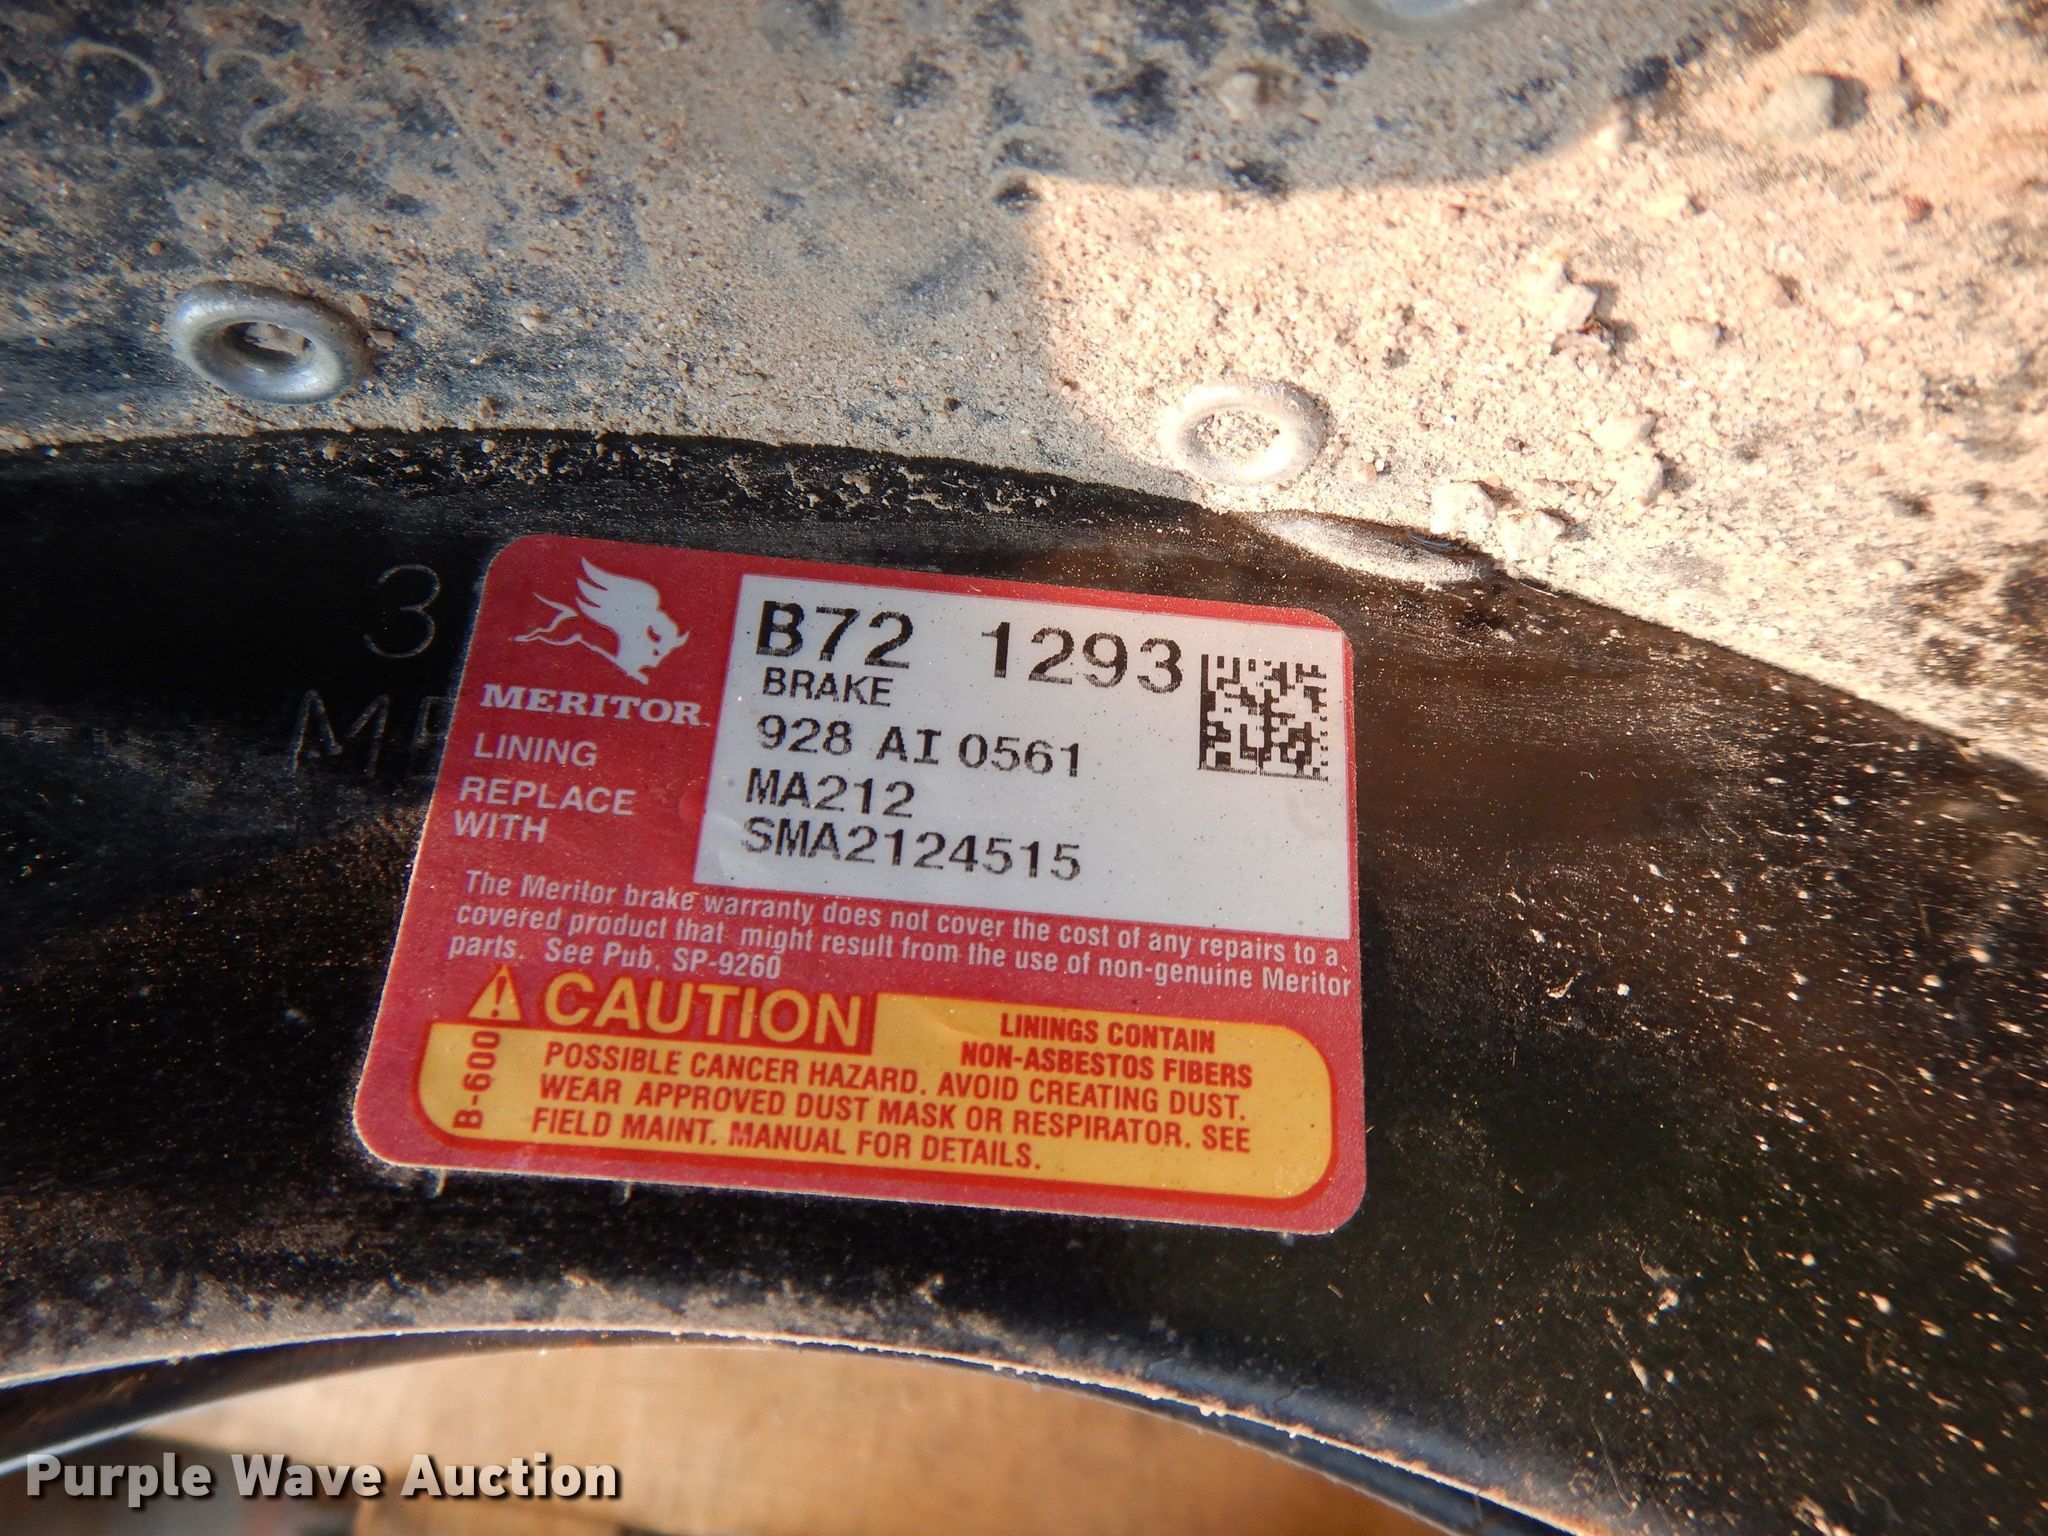 3
ME
MERITOR
LINING
REPLACE
WITH
B72 1293
BRAKE
928 AI 0561
MA212
SMA2124515
The Meritor brake warranty does not cover the cost of any repairs to a
covered product that might result from the use of non-genuine Meritor
parts. See Pub. SP-9260
CAUTION
LININGS CONTAIN
NON-ASBESTOS FIBERS
B-600
POSSIBLE CANCER HAZARD. AVOID CREATING DUST.
WEAR APPROVED DUST MASK OR RESPIRATOR. SEE
FIELD MAINT. MANUAL FOR DETAILS.
Purple Wave Auction